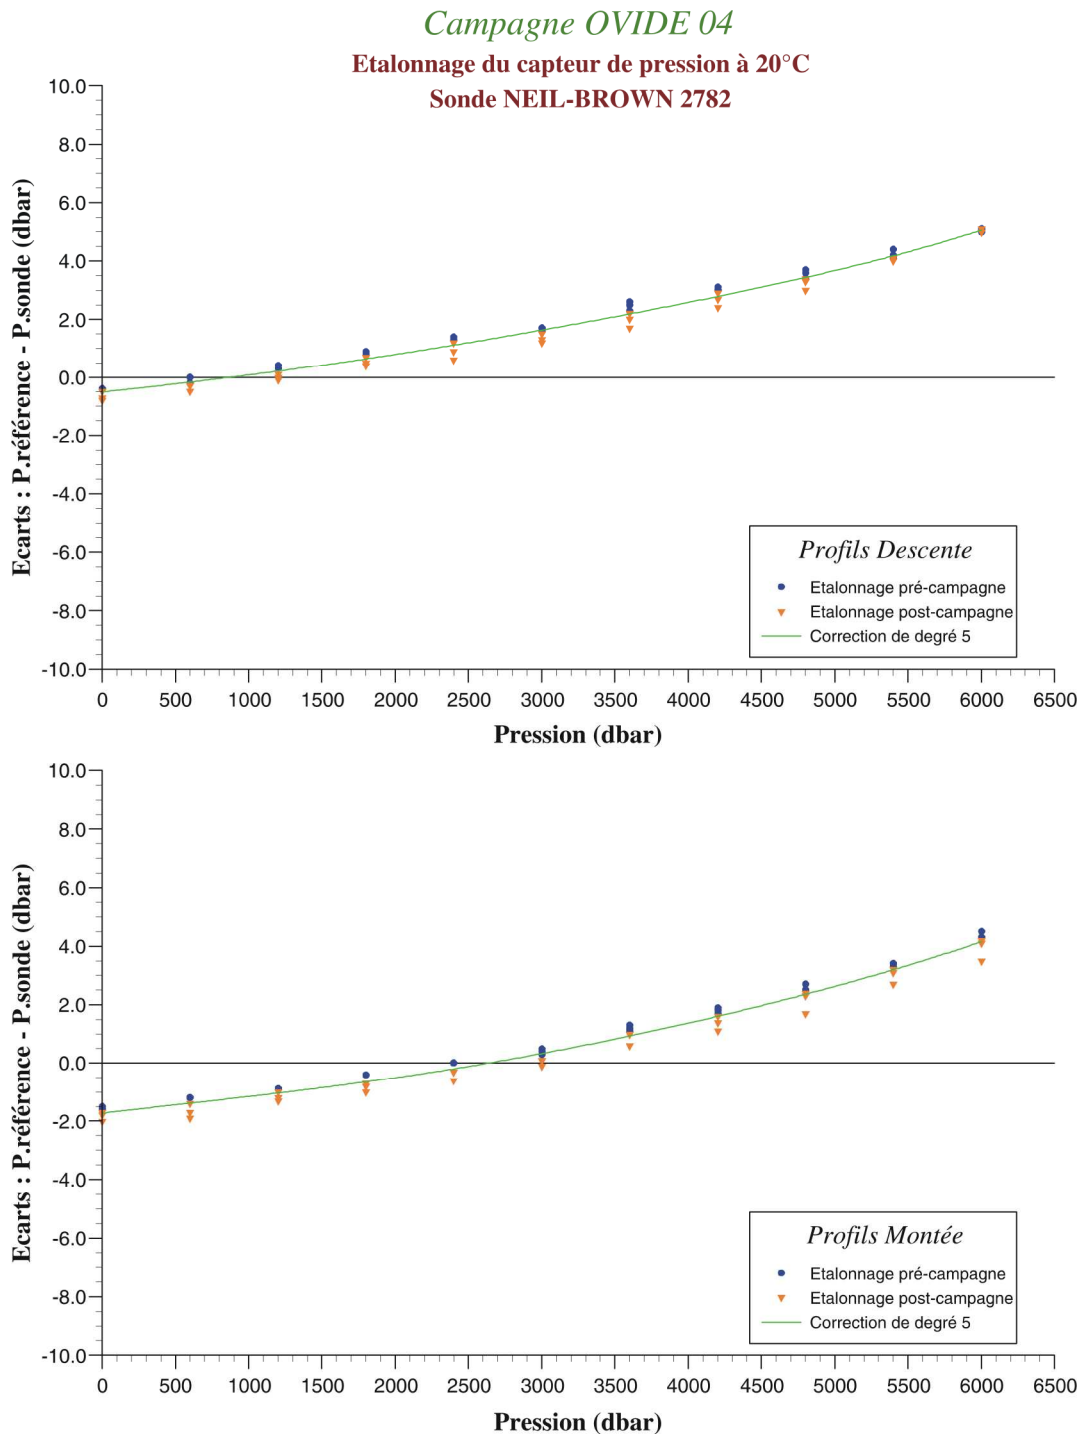 Campagne OVIDE 04
Etalonnage du capteur de pression à 20°C
Sonde NEIL-BROWN 2782
10.0
8.0
6.0
4.0
2.0
0.0
-2.0
-4.0
-6.0
-8.0
-10.0
Ecarts : P.référence - P.sonde (dbar)
Profils Descente
Etalonnage pré-campagne
Etalonnage post-campagne
Correction de degré 5
0 500 1000 1500 2000 2500 3000 3500 4000 4500 5000 5500 6000 6500
Pression (dbar)
10.0
8.0
6.0
4.0
2.0
0.0
-2.0
-4.0
-6.0
-8.0
-10.0
Ecarts : P.référence - P.sonde (dbar)
Profils Montée
Etalonnage pré-campagne
Etalonnage post-campagne
Correction de degré 5
0 500 1000 1500 2000 2500 3000 3500 4000 4500 5000 5500 6000 6500
Pression (dbar)